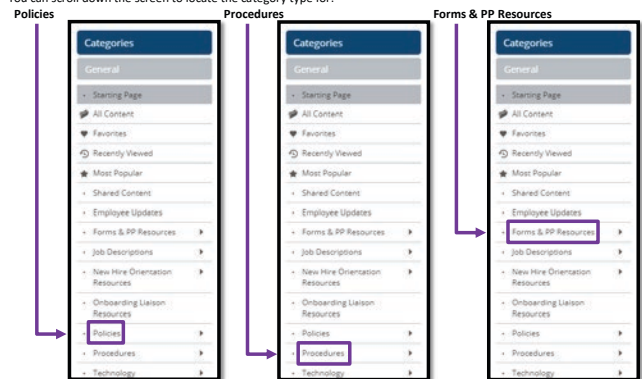 You can scroll down the screen to locate the category type for:
Policies
Procedures
Forms & PP Resources
Categories
General
Starting Page
All Content
Favorites
Recently Viewed
Most Popular
Shared Content
Employee Updates
Forms & PP Resources
Job Descriptions
New Hire Orientation
Resources
Onboarding Liaison
Resources
Policies
Procedures
Technology
Categories
General
Starting Page
All Content
Favorites
Recently Viewed
Most Popular
Shared Content
Employee Updates
Forms & PP Resources
Job Descriptions
New Hire Orientation
Resources
Onboarding Liaison
Resources
Policies
Procedures
Technology
Categories
General
Starting Page
All Content
Favorites
Recently Viewed
Most Popular
Shared Content
Employee Updates
Forms & PP Resources
Job Descriptions
New Hire Orientation
Resources
Onboarding Liaison
Resources
Policies
Procedures
Technology